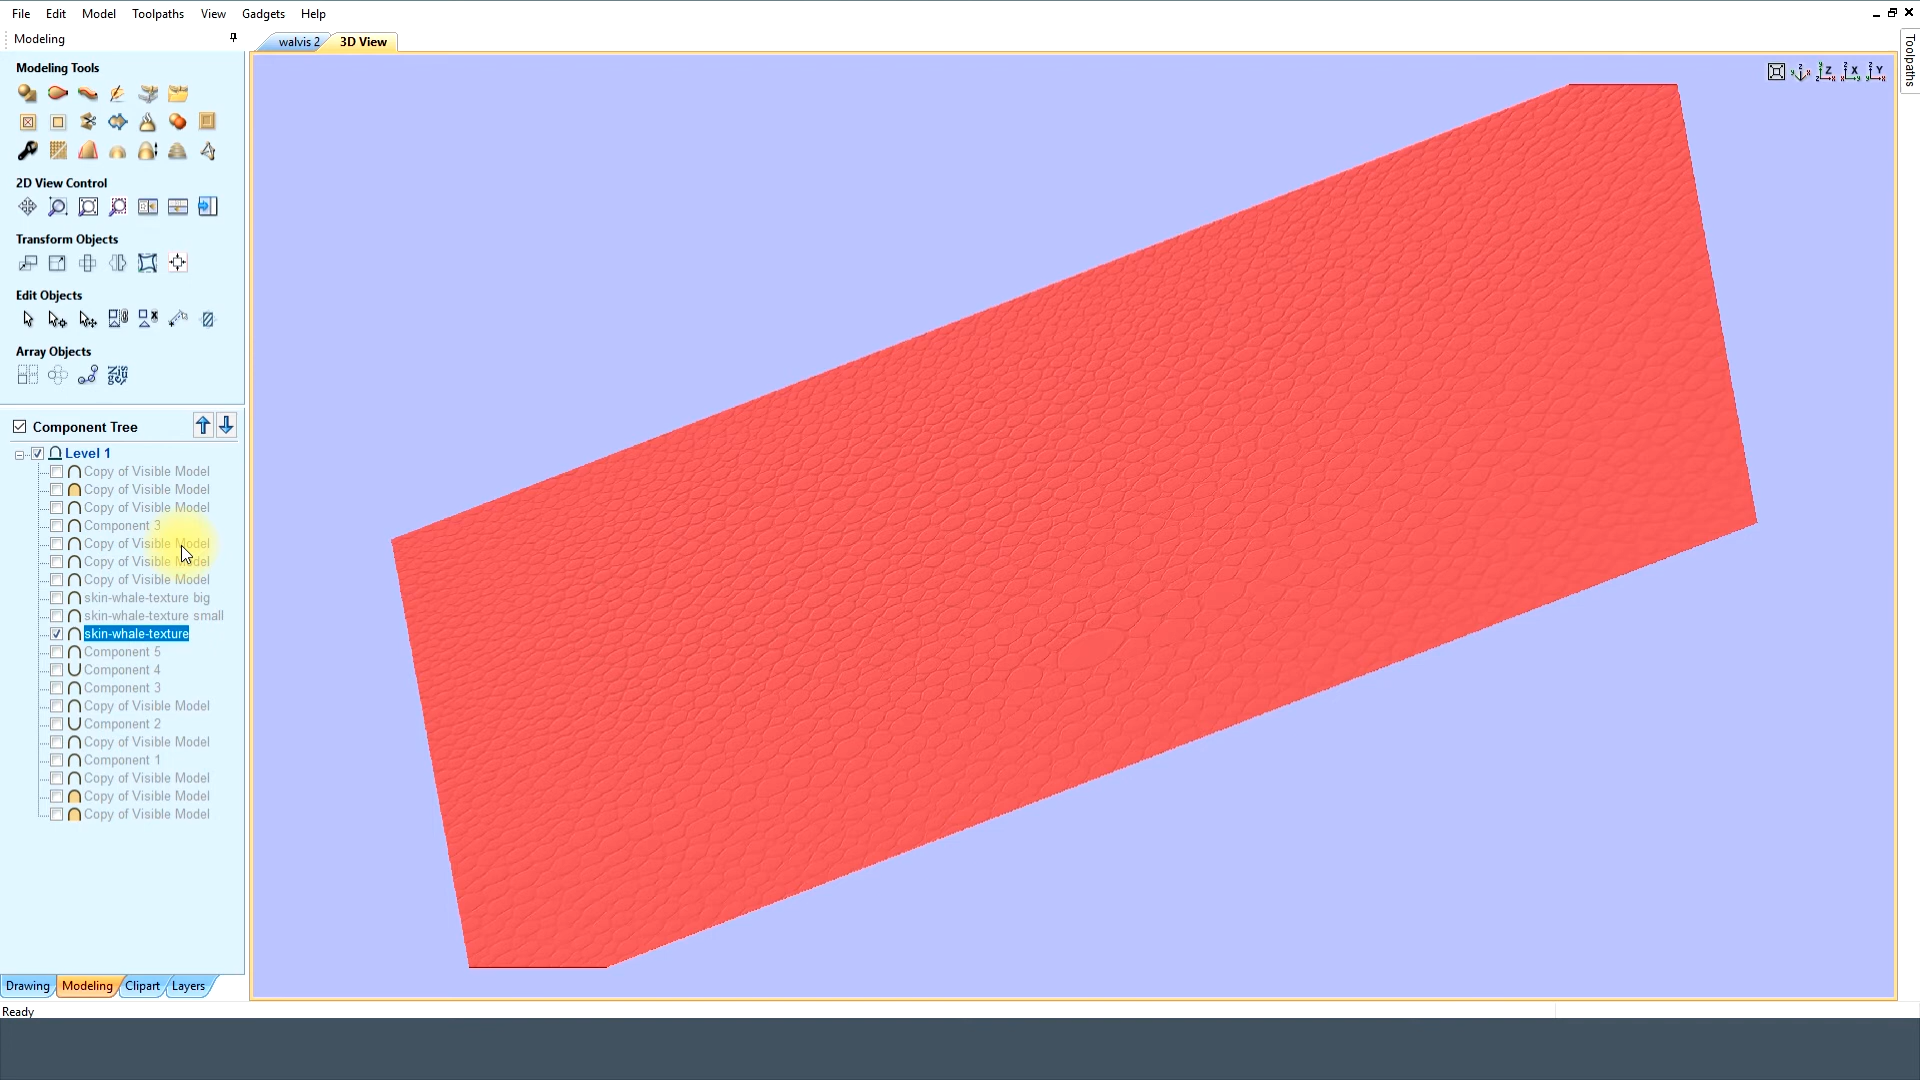 File Edit Model Toolpaths View Gadgets Help
Modeling
walvis 2
3D View
Toolpaths
Modeling Tools
2D View Control
Transform Objects
Edit Objects
Array Objects
Component Tree
Level 1
Copy of Visible Model
Copy of Visible Model
Copy of Visible Model
Component 3
Copy of Visible Model
Copy of Visible Model
Copy of Visible Model
skin-whale-texture big
skin-whale-texture small
skin-whale-texture
Component 5
Component 4
Component 3
Copy of Visible Model
Component 2
Copy of Visible Model
Component 1
Copy of Visible Model
Copy of Visible Model
Copy of Visible Model
Drawing Modeling Clipart Layers
Ready